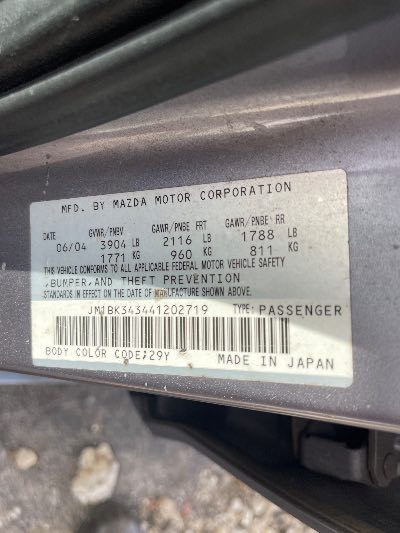 MFD. BY MAZDA MOTOR CORPORATION
DATE GVWR/PNBV GAWR/PNBE FRT GAWR/PNBE RR
06/04 3904 LB 2116 LB 1788 LB
1771 KG 960 KG 811 KG
THIS VEHICLE CONFORMS TO ALL APPLICABLE FEDERAL MOTOR VEHICLE SAFETY
,BUMPER,AND THEFT PREVENTION
STANDARDS IN EFFECT ON THE DATE OF MANUFACTURE SHOWN ABOVE.
JM1BK343441202719 TYPE: PASSENGER
BODY COLOR CODE:29Y MADE IN JAPAN